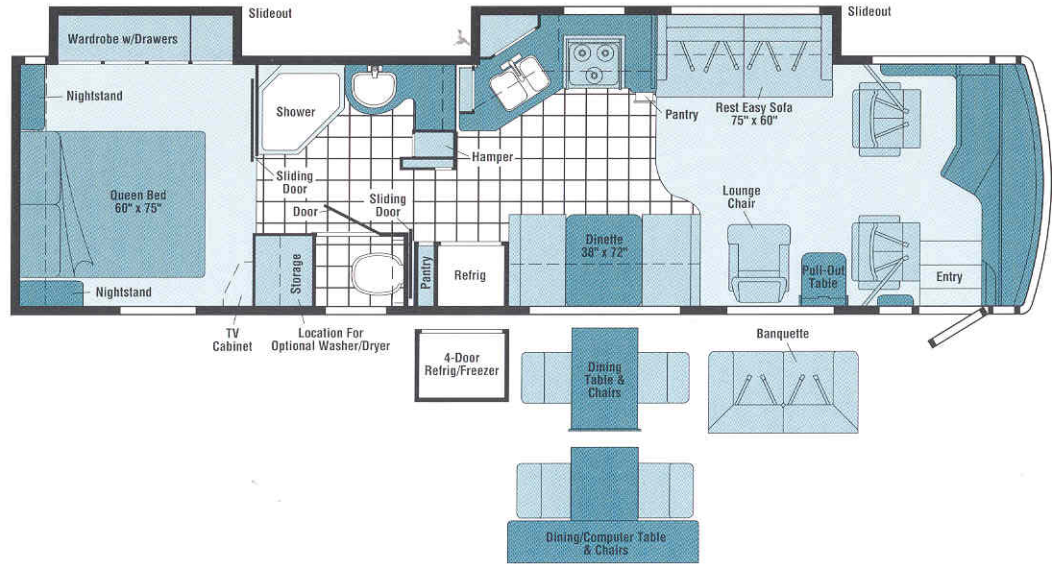 Slideout
Slideout
Wardrobe w/Drawers
Nightstand
Shower
Pantry
Rest Easy Sofa
75" x 60"
Hamper
Sliding
Door
Queen Bed
60" x 75"
Sliding
Door
Door
Lounge
Chair
Dinette
38" x 72"
Storage
Pantry
Refrig
Pull-Out
Table
Entry
Nightstand
TV
Cabinet
Location For
Optional Washer/Dryer
Banquette
4-Door
Refrig/Freezer
Dining
Table &
Chairs
Dining/Computer Table
& Chairs